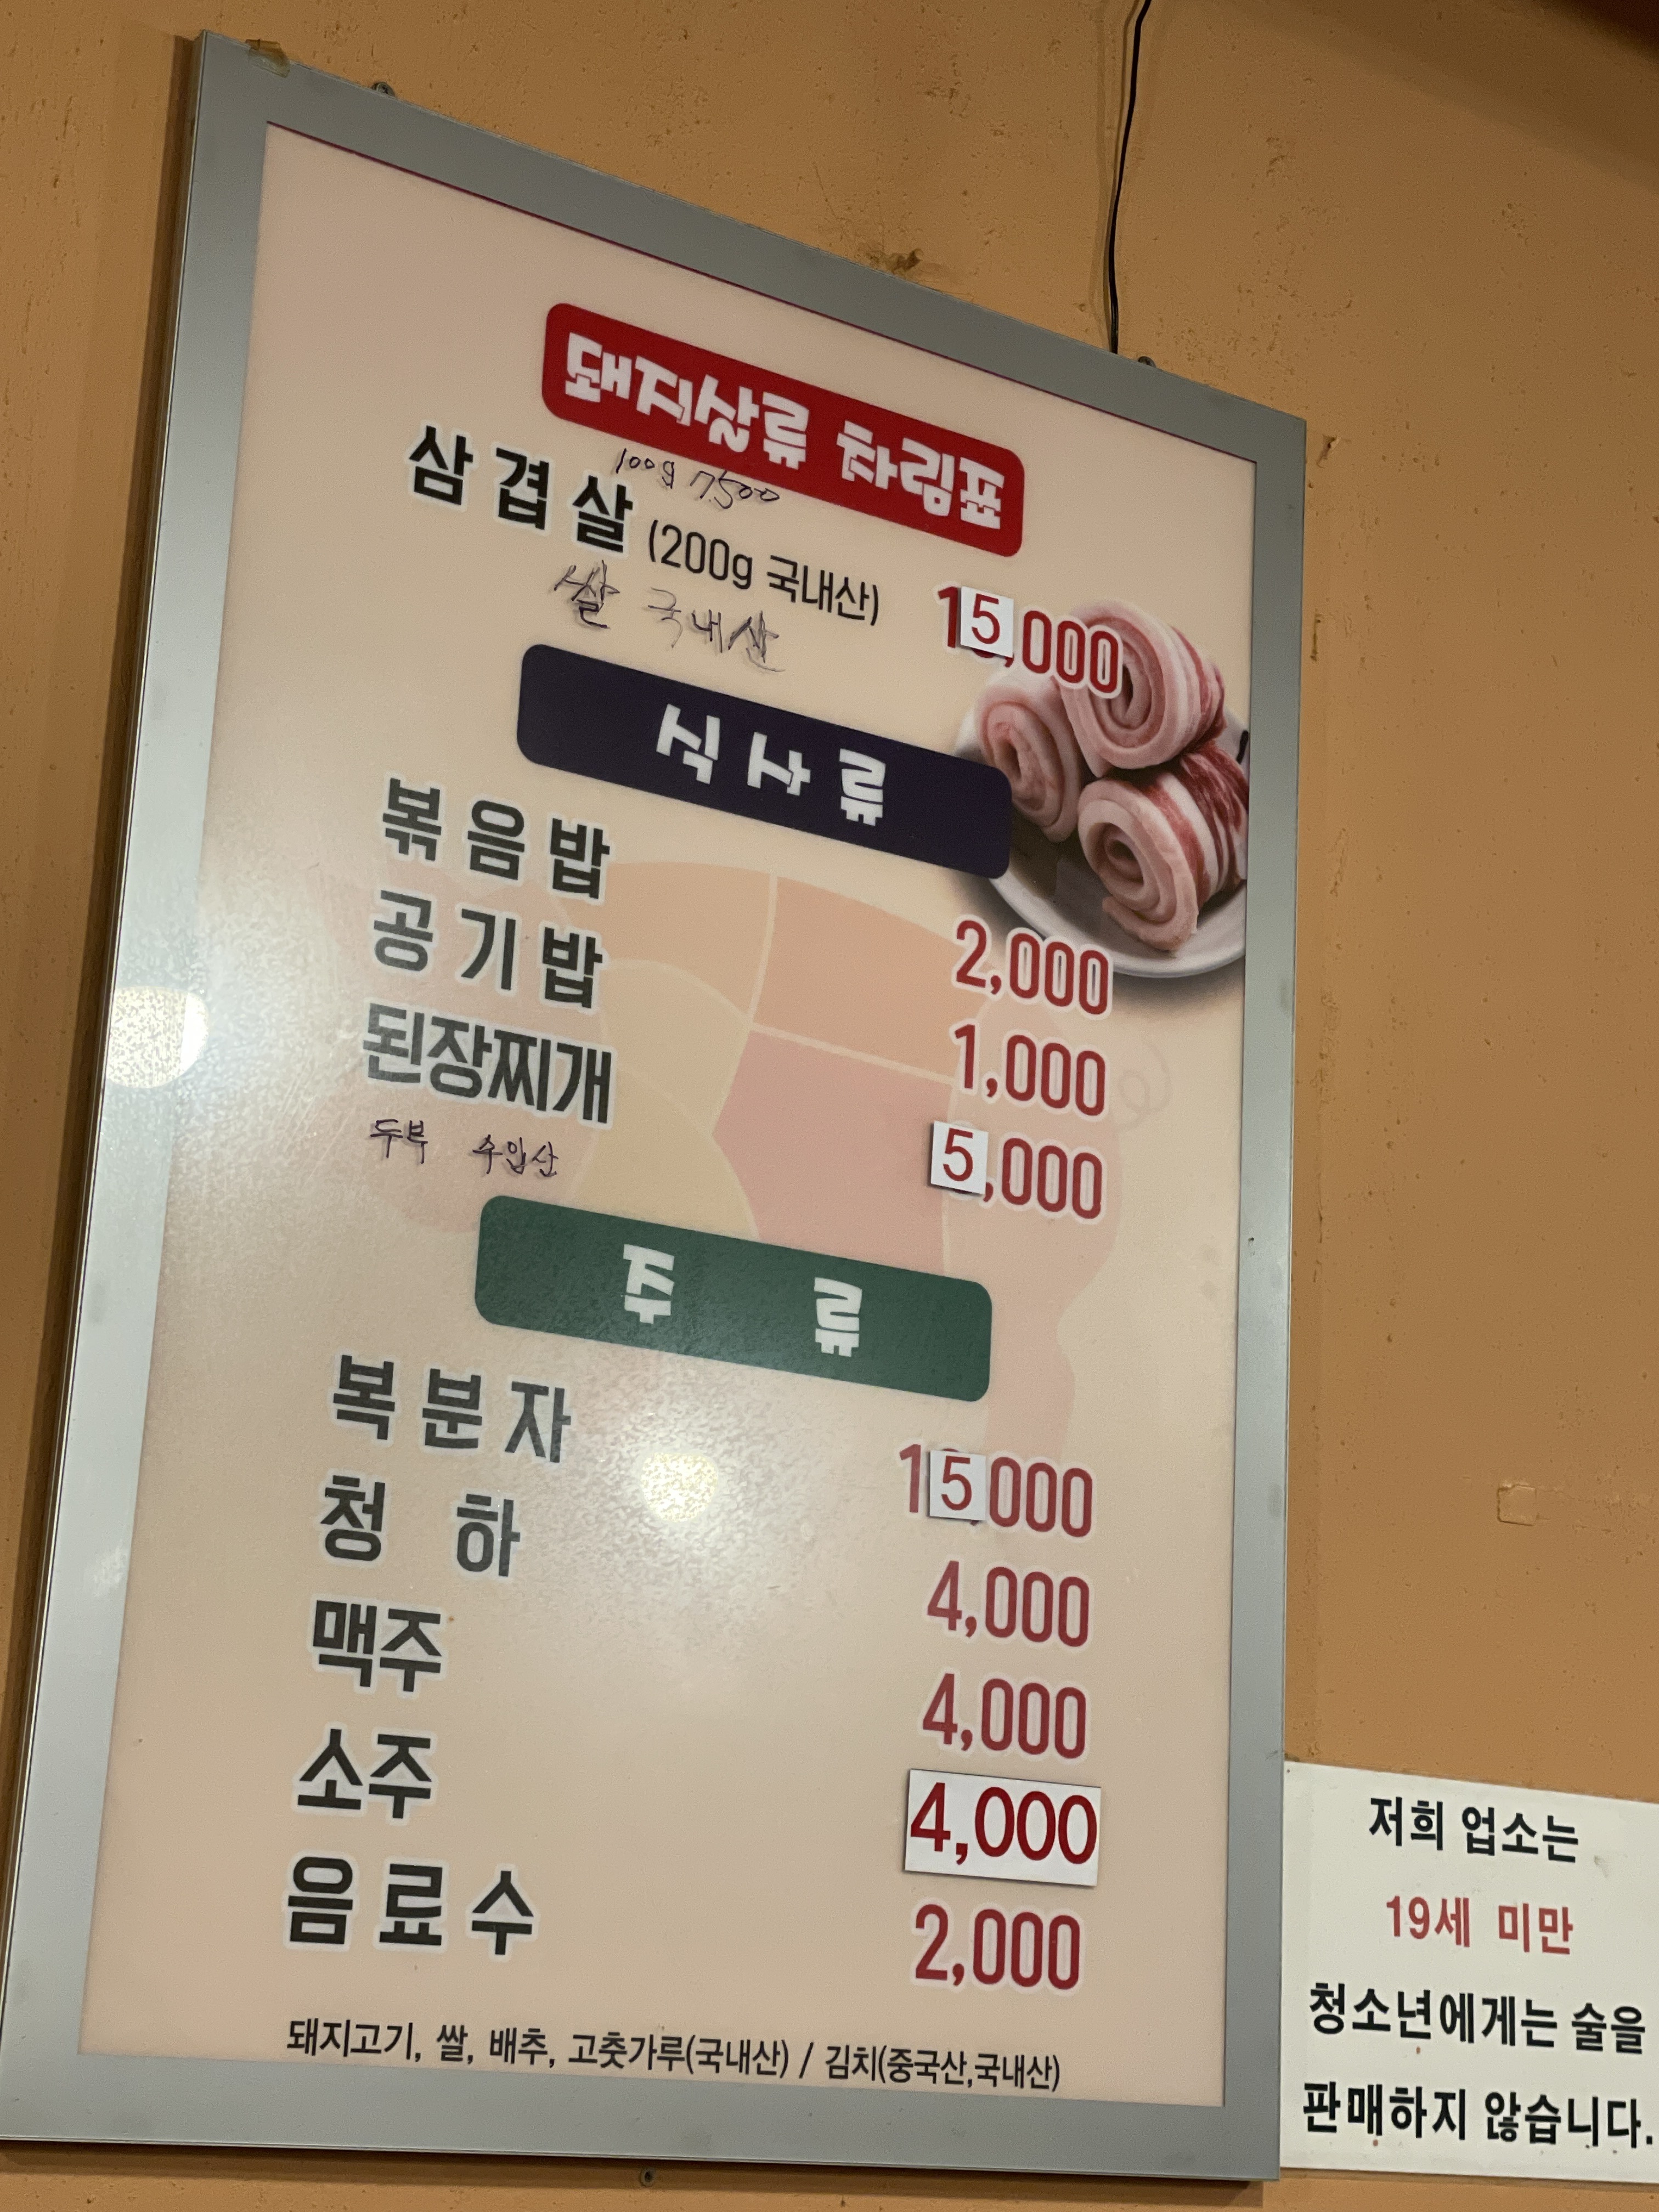 돼지살류 차림표
100g 7500
삼겹살 (200g 국내산) 15,000
쌀 국내산
식사류
볶음밥 2,000
공기밥 1,000
된장찌개 5,000
두부 수입산
주 류
복분자 15,000
청 하 4,000
맥주 4,000
소주 4,000
음료수 2,000
돼지고기, 쌀, 배추, 고춧가루(국내산) / 김치(중국산,국내산)
저희 업소는
19세 미만
청소년에게는 술을
판매하지 않습니다.